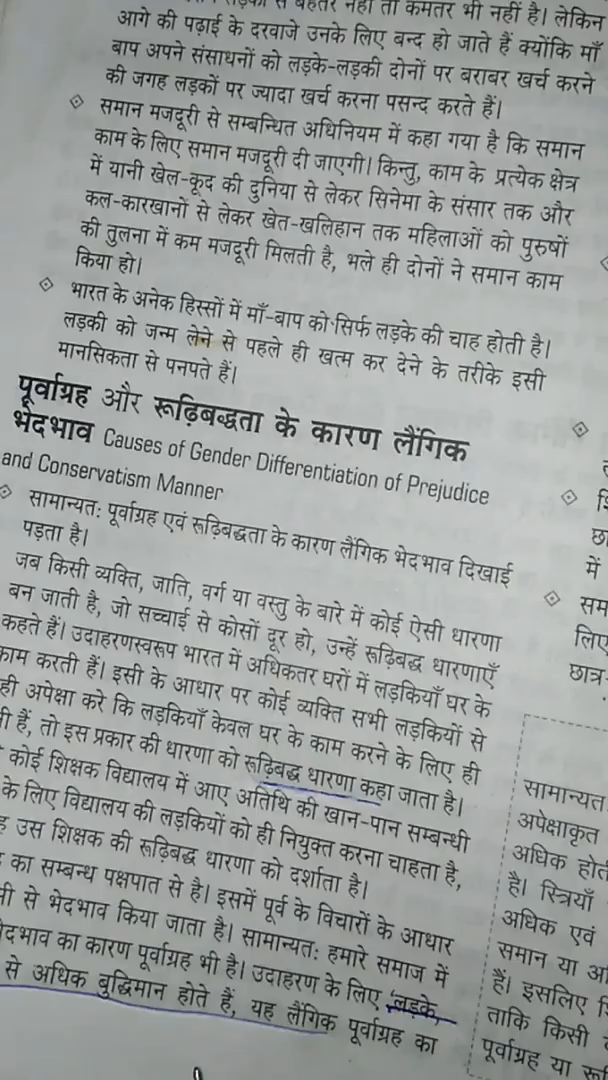 से बेहतर नहीं तो कमतर भी नहीं है। लेकिन
आगे की पढ़ाई के दरवाजे उनके लिए बन्द हो जाते हैं क्योंकि माँ
बाप अपने संसाधनों को लड़के-लड़की दोनों पर बराबर खर्च करने
की जगह लड़कों पर ज्यादा खर्च करना पसन्द करते हैं।
समान मजदूरी से सम्बन्धित अधिनियम में कहा गया है कि समान
काम के लिए समान मजदूरी दी जाएगी। किन्तु, काम के प्रत्येक क्षेत्र
में यानी खेल-कूद की दुनिया से लेकर सिनेमा के संसार तक और
कल-कारखानों से लेकर खेत-खलिहान तक महिलाओं को पुरुषों
की तुलना में कम मजदूरी मिलती है, भले ही दोनों ने समान काम
किया हो।
भारत के अनेक हिस्सों में माँ-बाप को सिर्फ लड़के की चाह होती है।
लड़की को जन्म लेने से पहले ही खत्म कर देने के तरीके इसी
मानसिकता से पनपते हैं।
पूर्वाग्रह और रूढ़िबद्धता के कारण लैंगिक
भेदभाव Causes of Gender Differentiation of Prejudice
and Conservatism Manner
सामान्यतः पूर्वाग्रह एवं रूढ़िबद्धता के कारण लैंगिक भेदभाव दिखाई
पड़ता है।
जब किसी व्यक्ति, जाति, वर्ग या वस्तु के बारे में कोई ऐसी धारणा
बन जाती है, जो सच्चाई से कोसों दूर हो, उन्हें रूढ़िबद्ध धारणाएँ
कहते हैं। उदाहरणस्वरूप भारत में अधिकतर घरों में लड़कियाँ घर के
काम करती हैं। इसी के आधार पर कोई व्यक्ति सभी लड़कियों से
ही अपेक्षा करे कि लड़कियाँ केवल घर के काम करने के लिए ही
हैं, तो इस प्रकार की धारणा को रूढ़िबद्ध धारणा कहा जाता है।
कोई शिक्षक विद्यालय में आए अतिथि की खान-पान सम्बन्धी
के लिए विद्यालय की लड़कियों को ही नियुक्त करना चाहता है,
उस शिक्षक की रूढ़िबद्ध धारणा को दर्शाता है।
का सम्बन्ध पक्षपात से है। इसमें पूर्व के विचारों के आधार
से भेदभाव किया जाता है। सामान्यतः हमारे समाज में
भेदभाव का कारण पूर्वाग्रह भी है। उदाहरण के लिए 'लड़के,
से अधिक बुद्धिमान होते हैं, यह लैंगिक पूर्वाग्रह का
में
सम
लिए
छात्र
सामान्यत
अपेक्षाकृत
अधिक होत
है। स्त्रियाँ
अधिक एवं
समान या
हैं। इसलिए
ताकि किसी
पूर्वाग्रह या